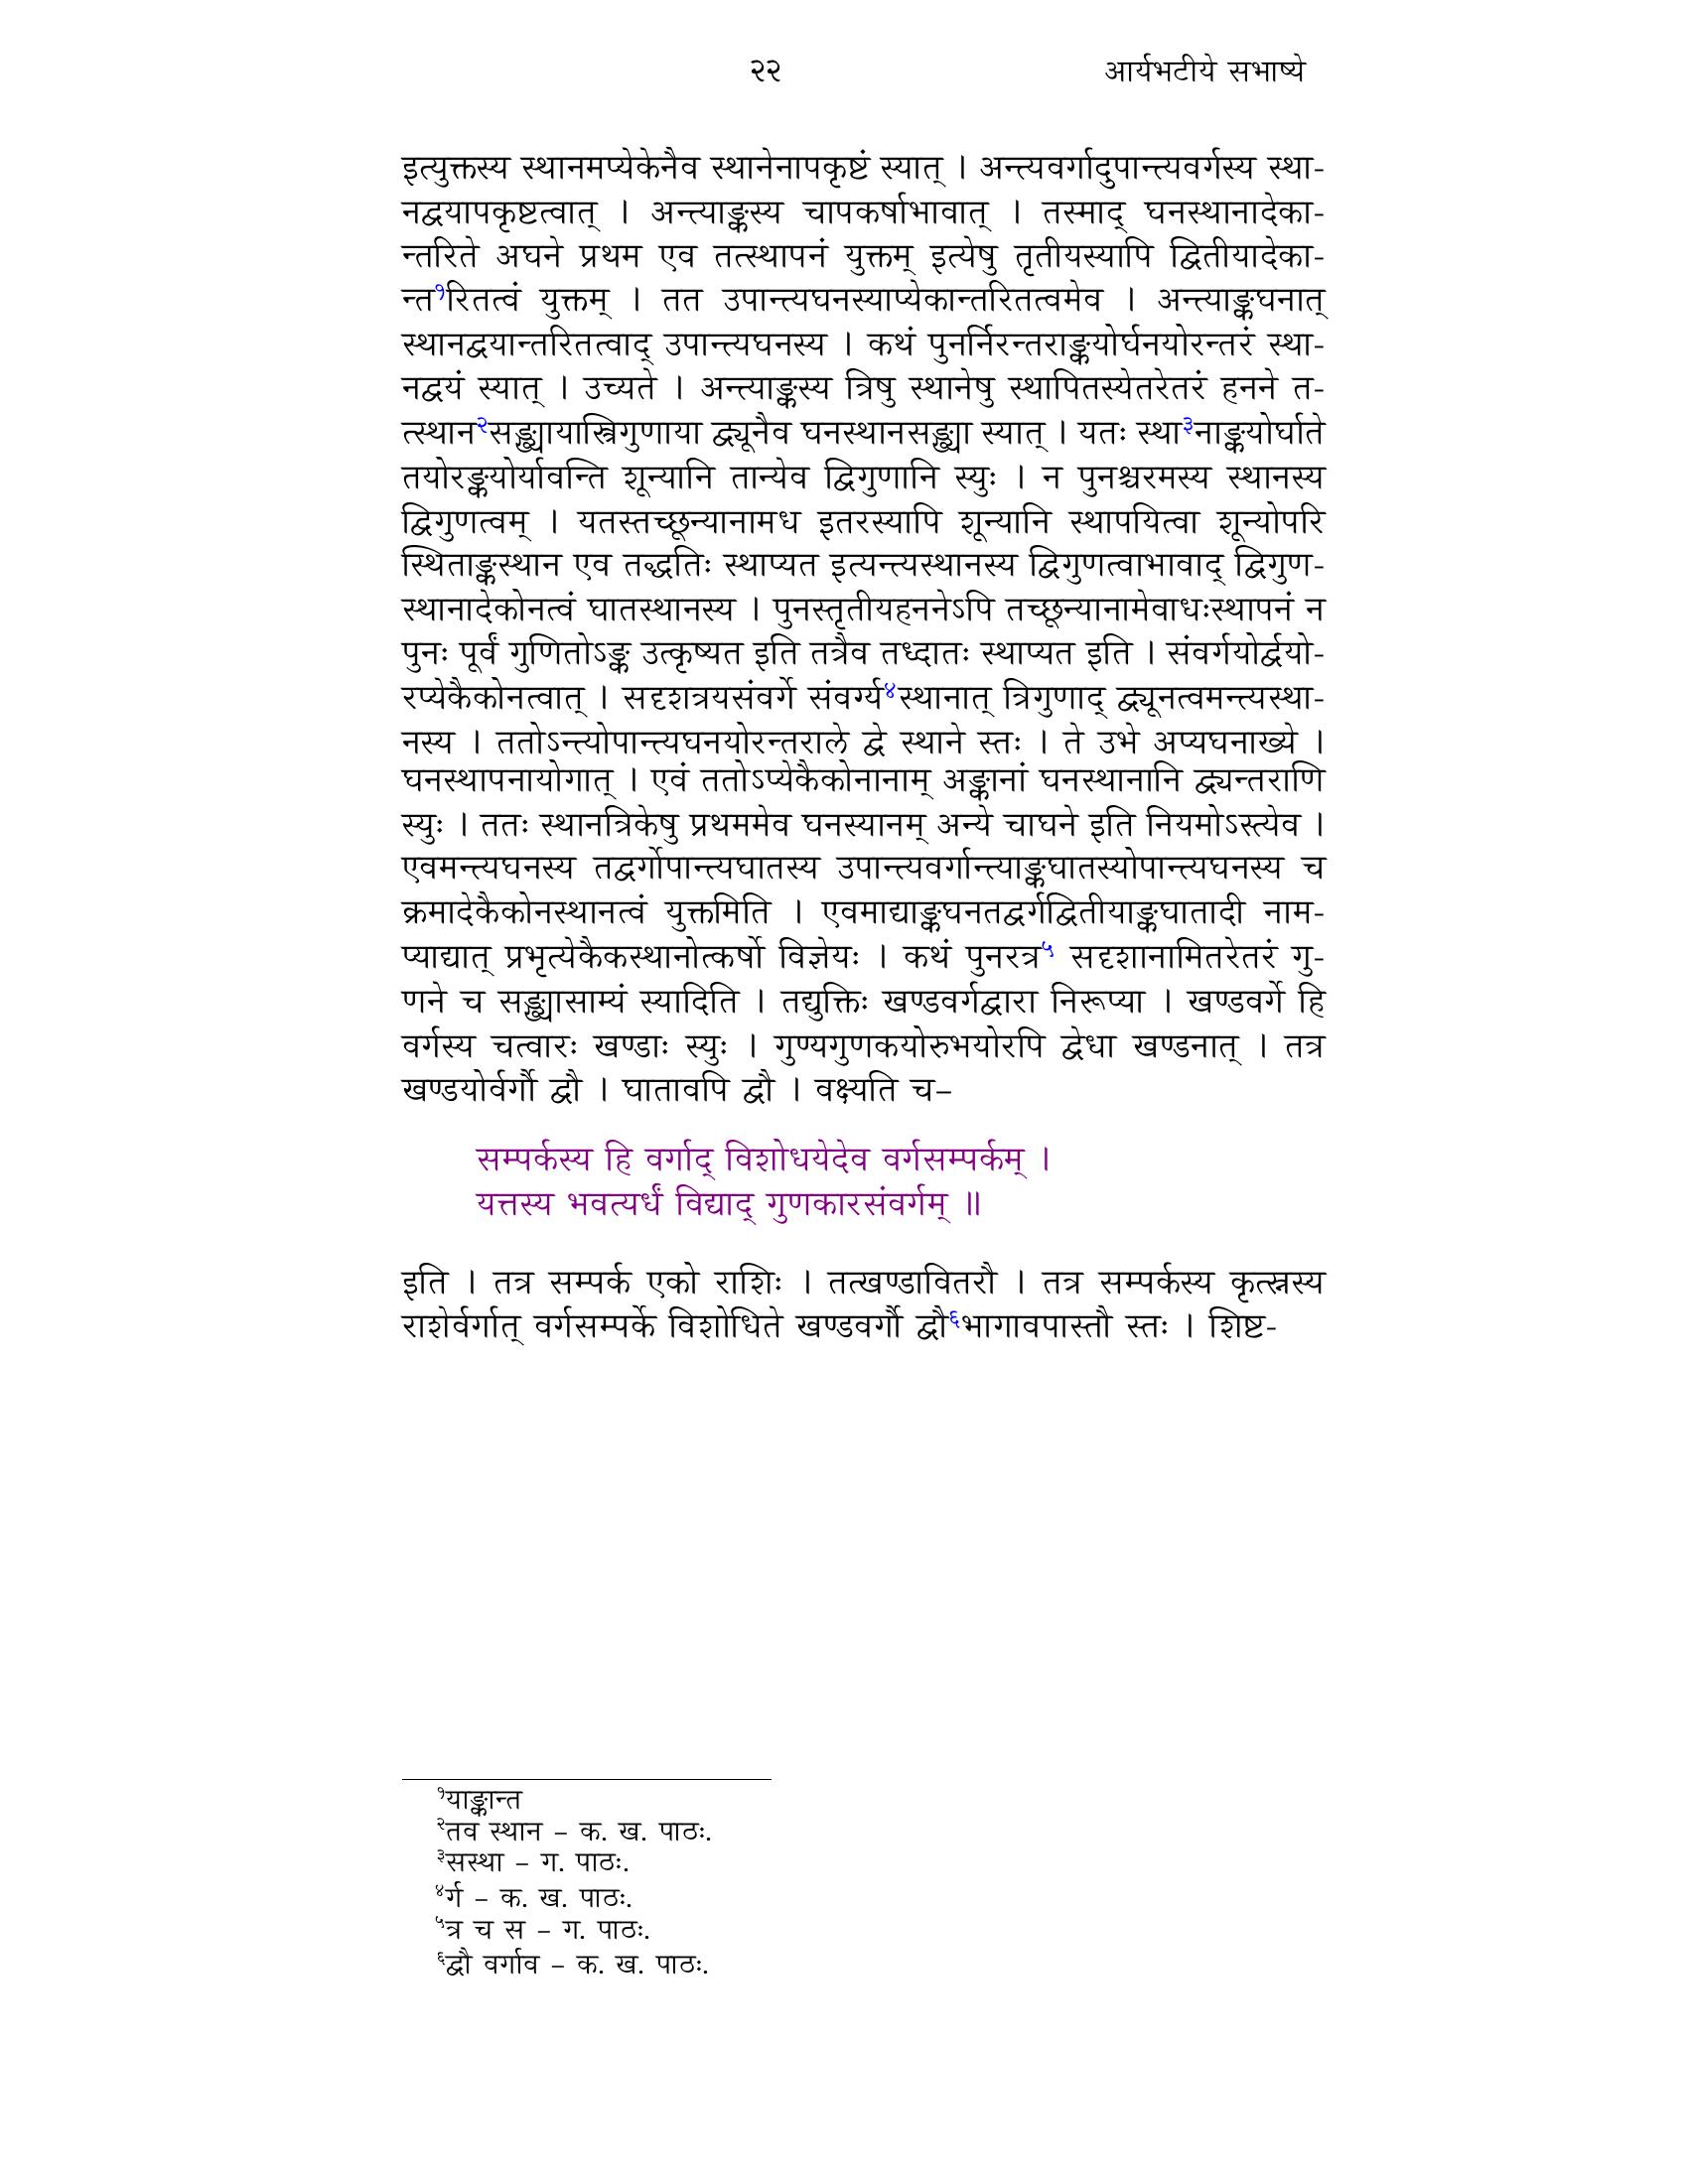 २२ आर्यभटीये सभाष्ये
इत्युक्तस्य स्थानमप्येकेनैव स्थानेनापकृष्टं स्यात् । अन्त्यवर्गादुपान्त्यवर्गस्य स्था-
नद्वयापकृष्टत्वात् । अन्त्याङ्कस्य चापकर्षाभावात् । तस्माद् घनस्थानादेका-
न्तरिते अघने प्रथम एव तत्स्थापनं युक्तम् इत्येषु तृतीयस्यापि द्वितीयादेका-
न्त१रितत्वं युक्तम् । तत उपान्त्यघनस्याप्येकान्तरितत्वमेव । अन्त्याङ्कघनात्
स्थानद्वयान्तरितत्वाद् उपान्त्यघनस्य । कथं पुनर्निरन्तराङ्कयोर्घनयोरन्तरं स्था-
नद्वयं स्यात् । उच्यते । अन्त्याङ्कस्य त्रिषु स्थानेषु स्थापितस्येतरेतरं हनने त-
त्स्थान२सङ्ख्यायास्त्रिगुणाया द्व्यूनैव घनस्थानसङ्ख्या स्यात् । यतः स्था३नाङ्कयोर्घाते
तयोरङ्कयोर्यावन्ति शून्यानि तान्येव द्विगुणानि स्युः । न पुनश्चरमस्य स्थानस्य
द्विगुणत्वम् । यतस्तच्छून्यानामध इतरस्यापि शून्यानि स्थापयित्वा शून्योपरि
स्थिताङ्कस्थान एव तद्धतिः स्थाप्यत इत्यन्त्यस्थानस्य द्विगुणत्वाभावाद् द्विगुण-
स्थानादेकोनत्वं घातस्थानस्य । पुनस्तृतीयहननेऽपि तच्छून्यानामेवाधःस्थापनं न
पुनः पूर्वं गुणितोऽङ्क उत्कृष्यत इति तत्रैव तध्दातः स्थाप्यत इति । संवर्गयोर्द्वयो-
रप्येकैकोनत्वात् । सदृशत्रयसंवर्गे संवर्ग्य४स्थानात् त्रिगुणाद् द्व्यूनत्वमन्त्यस्था-
नस्य । ततोऽन्त्योपान्त्यघनयोरन्तराले द्वे स्थाने स्तः । ते उभे अप्यघनाख्ये ।
घनस्थापनायोगात् । एवं ततोऽप्येकैकोनानाम् अङ्कानां घनस्थानानि द्व्यन्तराणि
स्युः । ततः स्थानत्रिकेषु प्रथममेव घनस्यानम् अन्ये चाघने इति नियमोऽस्त्येव ।
एवमन्त्यघनस्य तद्वर्गोपान्त्यघातस्य उपान्त्यवर्गान्त्याङ्कघातस्योपान्त्यघनस्य च
क्रमादेकैकोनस्थानत्वं युक्तमिति । एवमाद्याङ्कघनतद्वर्गद्वितीयाङ्कघातादी नाम-
प्याद्यात् प्रभृत्येकैकस्थानोत्कर्षो विज्ञेयः । कथं पुनरत्र५ सदृशानामितरेतरं गु-
णने च सङ्ख्यासाम्यं स्यादिति । तद्युक्तिः खण्डवर्गद्वारा निरूप्या । खण्डवर्गे हि
वर्गस्य चत्वारः खण्डाः स्युः । गुण्यगुणकयोरुभयोरपि द्वेधा खण्डनात् । तत्र
खण्डयोर्वर्गौ द्वौ । घातावपि द्वौ । वक्ष्यति च–
सम्पर्कस्य हि वर्गाद् विशोधयेदेव वर्गसम्पर्कम् ।
यत्तस्य भवत्यर्धं विद्याद् गुणकारसंवर्गम् ॥
इति । तत्र सम्पर्क एको राशिः । तत्खण्डावितरौ । तत्र सम्पर्कस्य कृत्स्नस्य
राशेर्वर्गात् वर्गसम्पर्के विशोधिते खण्डवर्गौ द्वौ६भागावपास्तौ स्तः । शिष्ट-
१याङ्कान्त
२तव स्थान – क. ख. पाठः.
३सस्था – ग. पाठः.
४र्ग – क. ख. पाठः.
५त्र च स – ग. पाठः.
६द्वौ वर्गाव – क. ख. पाठः.